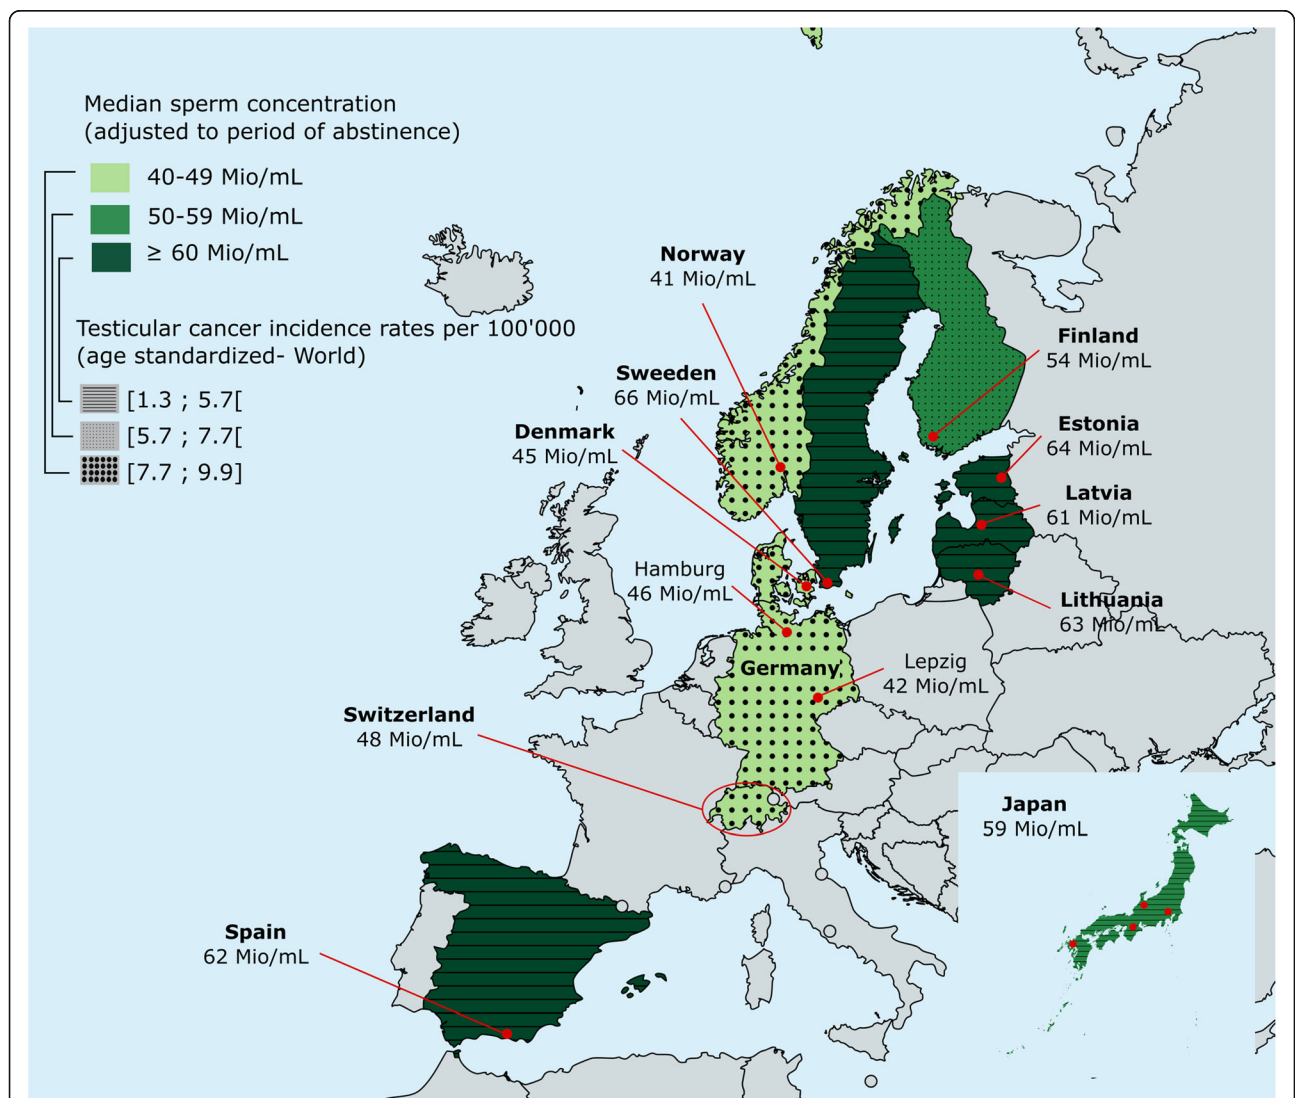 Median sperm concentration
(adjusted to period of abstinence)
40-49 Mio/mL
50-59 Mio/mL
≥ 60 Mio/mL
Testicular cancer incidence rates per 100'000
(age standardized- World)
[1.3 ; 5.7[
[5.7 ; 7.7[
[7.7 ; 9.9]
Norway
41 Mio/mL
Sweeden
66 Mio/mL
Denmark
45 Mio/mL
Finland
54 Mio/mL
Estonia
64 Mio/mL
Latvia
61 Mio/mL
Lithuania
63 Mio/mL
Hamburg
46 Mio/mL
Germany
Lepzig
42 Mio/mL
Switzerland
48 Mio/mL
Japan
59 Mio/mL
Spain
62 Mio/mL